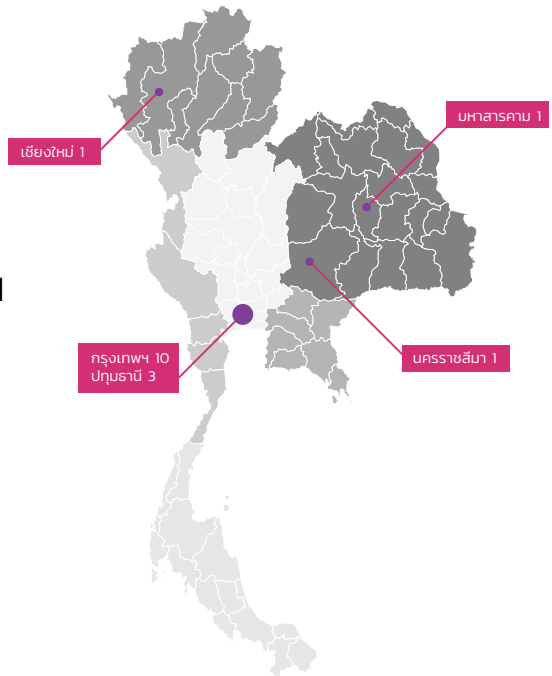 มหาสารคาม 1
เชียงใหม่ 1
กรุงเทพฯ 10
ปทุมธานี 3
นครราชสีมา 1